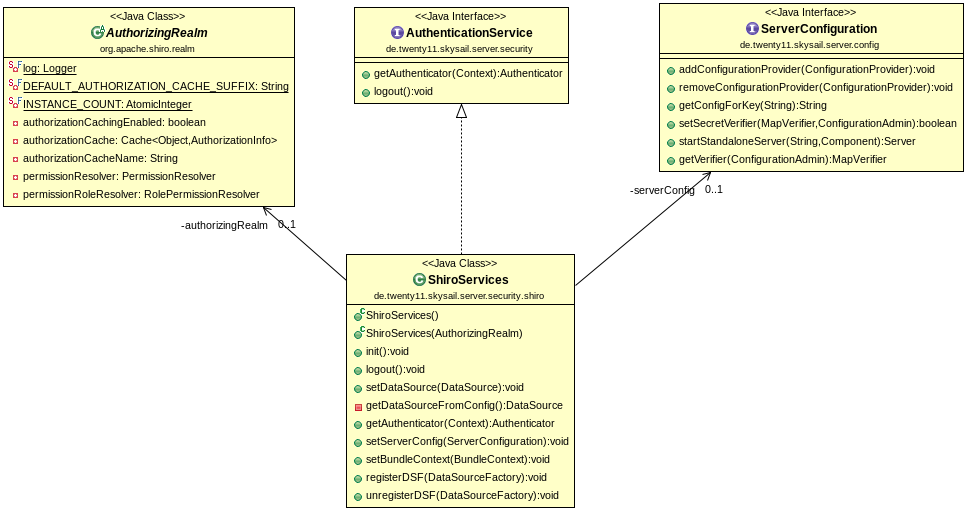 <<Java Class>>
AuthorizingRealm
org.apache.shiro.realm
log: Logger
DEFAULT_AUTHORIZATION_CACHE_SUFFIX: String
INSTANCE_COUNT: AtomicInteger
authorizationCachingEnabled: boolean
authorizationCache: Cache<Object,AuthorizationInfo>
authorizationCacheName: String
permissionResolver: PermissionResolver
permissionRoleResolver: RolePermissionResolver
<<Java Interface>>
AuthenticationService
de.twenty11.skysail.server.security
getAuthenticator(Context):Authenticator
logout():void
<<Java Interface>>
ServerConfiguration
de.twenty11.skysail.server.config
addConfigurationProvider(ConfigurationProvider):void
removeConfigurationProvider(ConfigurationProvider):void
getConfigForKey(String):String
setSecretVerifier(MapVerifier,ConfigurationAdmin):boolean
startStandaloneServer(String,Component):Server
getVerifier(ConfigurationAdmin):MapVerifier
-authorizingRealm 0..1
-serverConfig 0..1
<<Java Class>>
ShiroServices
de.twenty11.skysail.server.security.shiro
ShiroServices()
ShiroServices(AuthorizingRealm)
init():void
logout():void
setDataSource(DataSource):void
getDataSourceFromConfig():DataSource
getAuthenticator(Context):Authenticator
setServerConfig(ServerConfiguration):void
setBundleContext(BundleContext):void
registerDSF(DataSourceFactory):void
unregisterDSF(DataSourceFactory):void